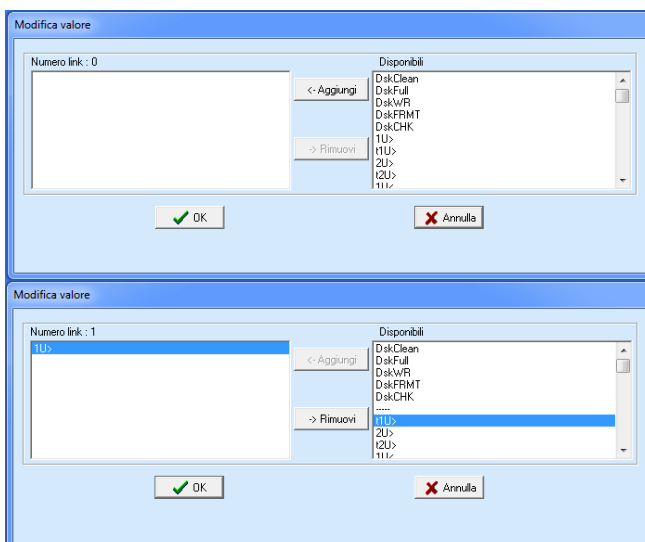 Modifica valore
Numero link : 0
Disponibili
<- Aggiungi
-> Rimuovi
DskClean
DskFull
DskWR
DskFRMT
DskCHK
1U>
t1U>
2U>
t2U>
1U<
OK
Annulla
Modifica valore
Numero link : 1
Disponibili
1U>
<- Aggiungi
-> Rimuovi
DskClean
DskFull
DskWR
DskFRMT
DskCHK
-----
t1U>
2U>
t2U>
1U<
OK
Annulla